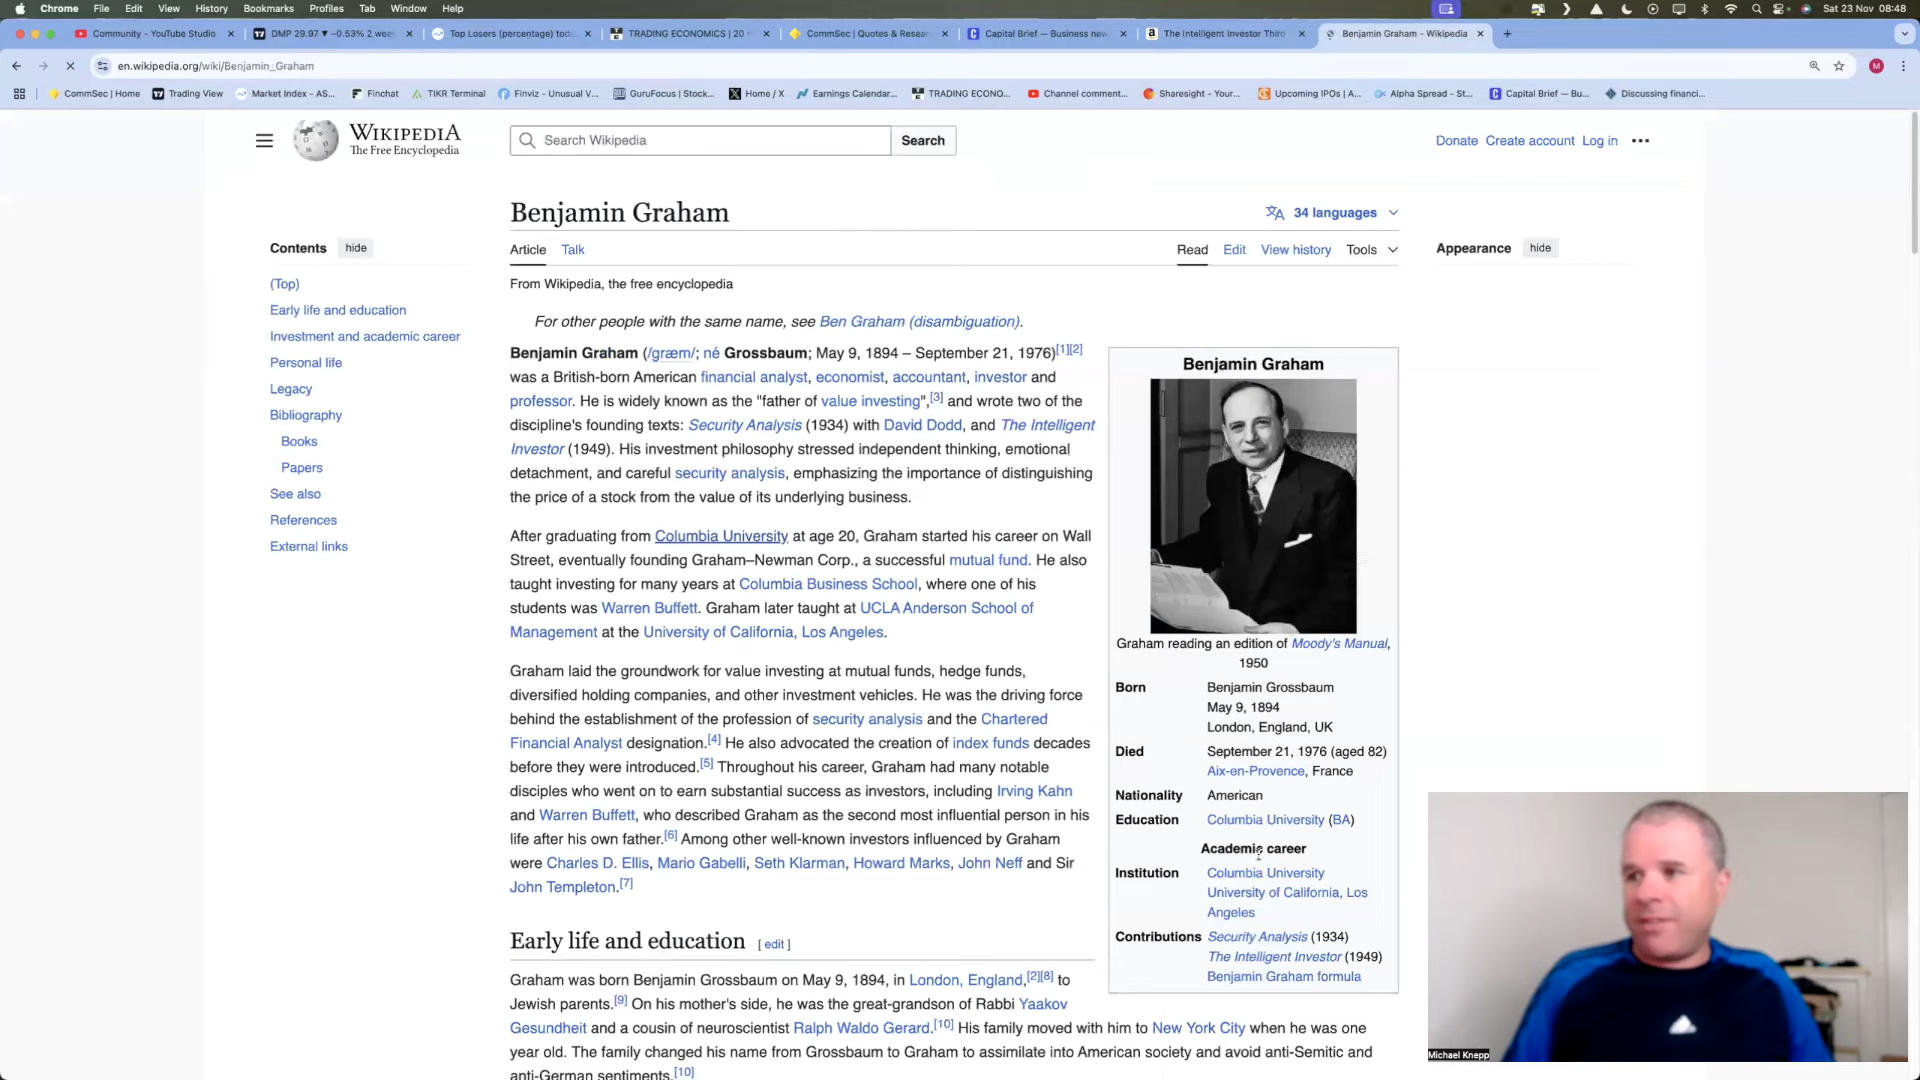 Chrome File Edit View History Bookmarks Profiles Tab Window Help Sat 23 Nov 08:48
Community - YouTube Studio DMP 29.97 ▼ −0.53% 2 wee Top Losers (percentage) tod TRADING ECONOMICS | 20 CommSec | Quotes & Resea Capital Brief — Business new The Intelligent Investor Thir Benjamin Graham - Wikipedia
en.wikipedia.org/wiki/Benjamin_Graham
CommSec | Home Trading View Market Index - AS... Finchat TIKR Terminal Finviz - Unusual V... GuruFocus | Stock... Home / X Earnings Calendar... TRADING ECONO... Channel comment... Sharesight - Your... Upcoming IPOs | A... Alpha Spread - St... Capital Brief — Bu... Discussing financi...
WIKIPEDIA
The Free Encyclopedia
Search Wikipedia Search
Donate Create account Log in
Benjamin Graham
34 languages
Contents hide
(Top)
Early life and education
Investment and academic career
Personal life
Legacy
Bibliography
Books
Papers
See also
References
External links
Article Talk Read Edit View history Tools
Appearance hide
From Wikipedia, the free encyclopedia
For other people with the same name, see Ben Graham (disambiguation).
Benjamin Graham (/ɡræm/; né Grossbaum; May 9, 1894 – September 21, 1976)[1][2]
was a British-born American financial analyst, economist, accountant, investor and
professor. He is widely known as the "father of value investing",[3] and wrote two of the
discipline's founding texts: Security Analysis (1934) with David Dodd, and The Intelligent
Investor (1949). His investment philosophy stressed independent thinking, emotional
detachment, and careful security analysis, emphasizing the importance of distinguishing
the price of a stock from the value of its underlying business.
After graduating from Columbia University at age 20, Graham started his career on Wall
Street, eventually founding Graham–Newman Corp., a successful mutual fund. He also
taught investing for many years at Columbia Business School, where one of his
students was Warren Buffett. Graham later taught at UCLA Anderson School of
Management at the University of California, Los Angeles.
Graham laid the groundwork for value investing at mutual funds, hedge funds,
diversified holding companies, and other investment vehicles. He was the driving force
behind the establishment of the profession of security analysis and the Chartered
Financial Analyst designation.[4] He also advocated the creation of index funds decades
before they were introduced.[5] Throughout his career, Graham had many notable
disciples who went on to earn substantial success as investors, including Irving Kahn
and Warren Buffett, who described Graham as the second most influential person in his
life after his own father.[6] Among other well-known investors influenced by Graham
were Charles D. Ellis, Mario Gabelli, Seth Klarman, Howard Marks, John Neff and Sir
John Templeton.[7]
Benjamin Graham
Graham reading an edition of Moody's Manual,
1950
Born Benjamin Grossbaum
May 9, 1894
London, England, UK
Died September 21, 1976 (aged 82)
Aix-en-Provence, France
Nationality American
Education Columbia University (BA)
Academic career
Institution Columbia University
University of California, Los
Angeles
Contributions Security Analysis (1934)
The Intelligent Investor (1949)
Benjamin Graham formula
Early life and education [ edit ]
Graham was born Benjamin Grossbaum on May 9, 1894, in London, England,[2][8] to
Jewish parents.[9] On his mother's side, he was the great-grandson of Rabbi Yaakov
Gesundheit and a cousin of neuroscientist Ralph Waldo Gerard.[10] His family moved with him to New York City when he was one
year old. The family changed his name from Grossbaum to Graham to assimilate into American society and avoid anti-Semitic and
anti-German sentiments.[10]
Michael Knepp